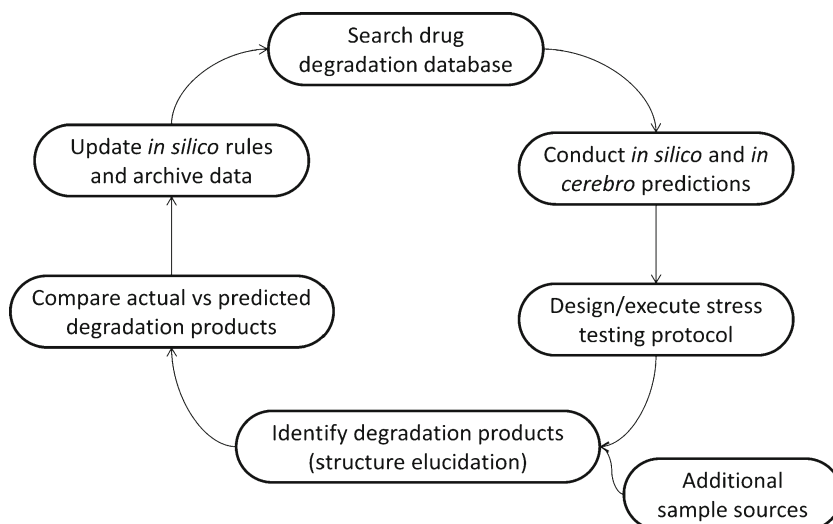 Search drug
degradation database
Conduct in silico and in
cerebro predictions
Design/execute stress
testing protocol
Additional
sample sources
Identify degradation products
(structure elucidation)
Compare actual vs predicted
degradation products
Update in silico rules
and archive data